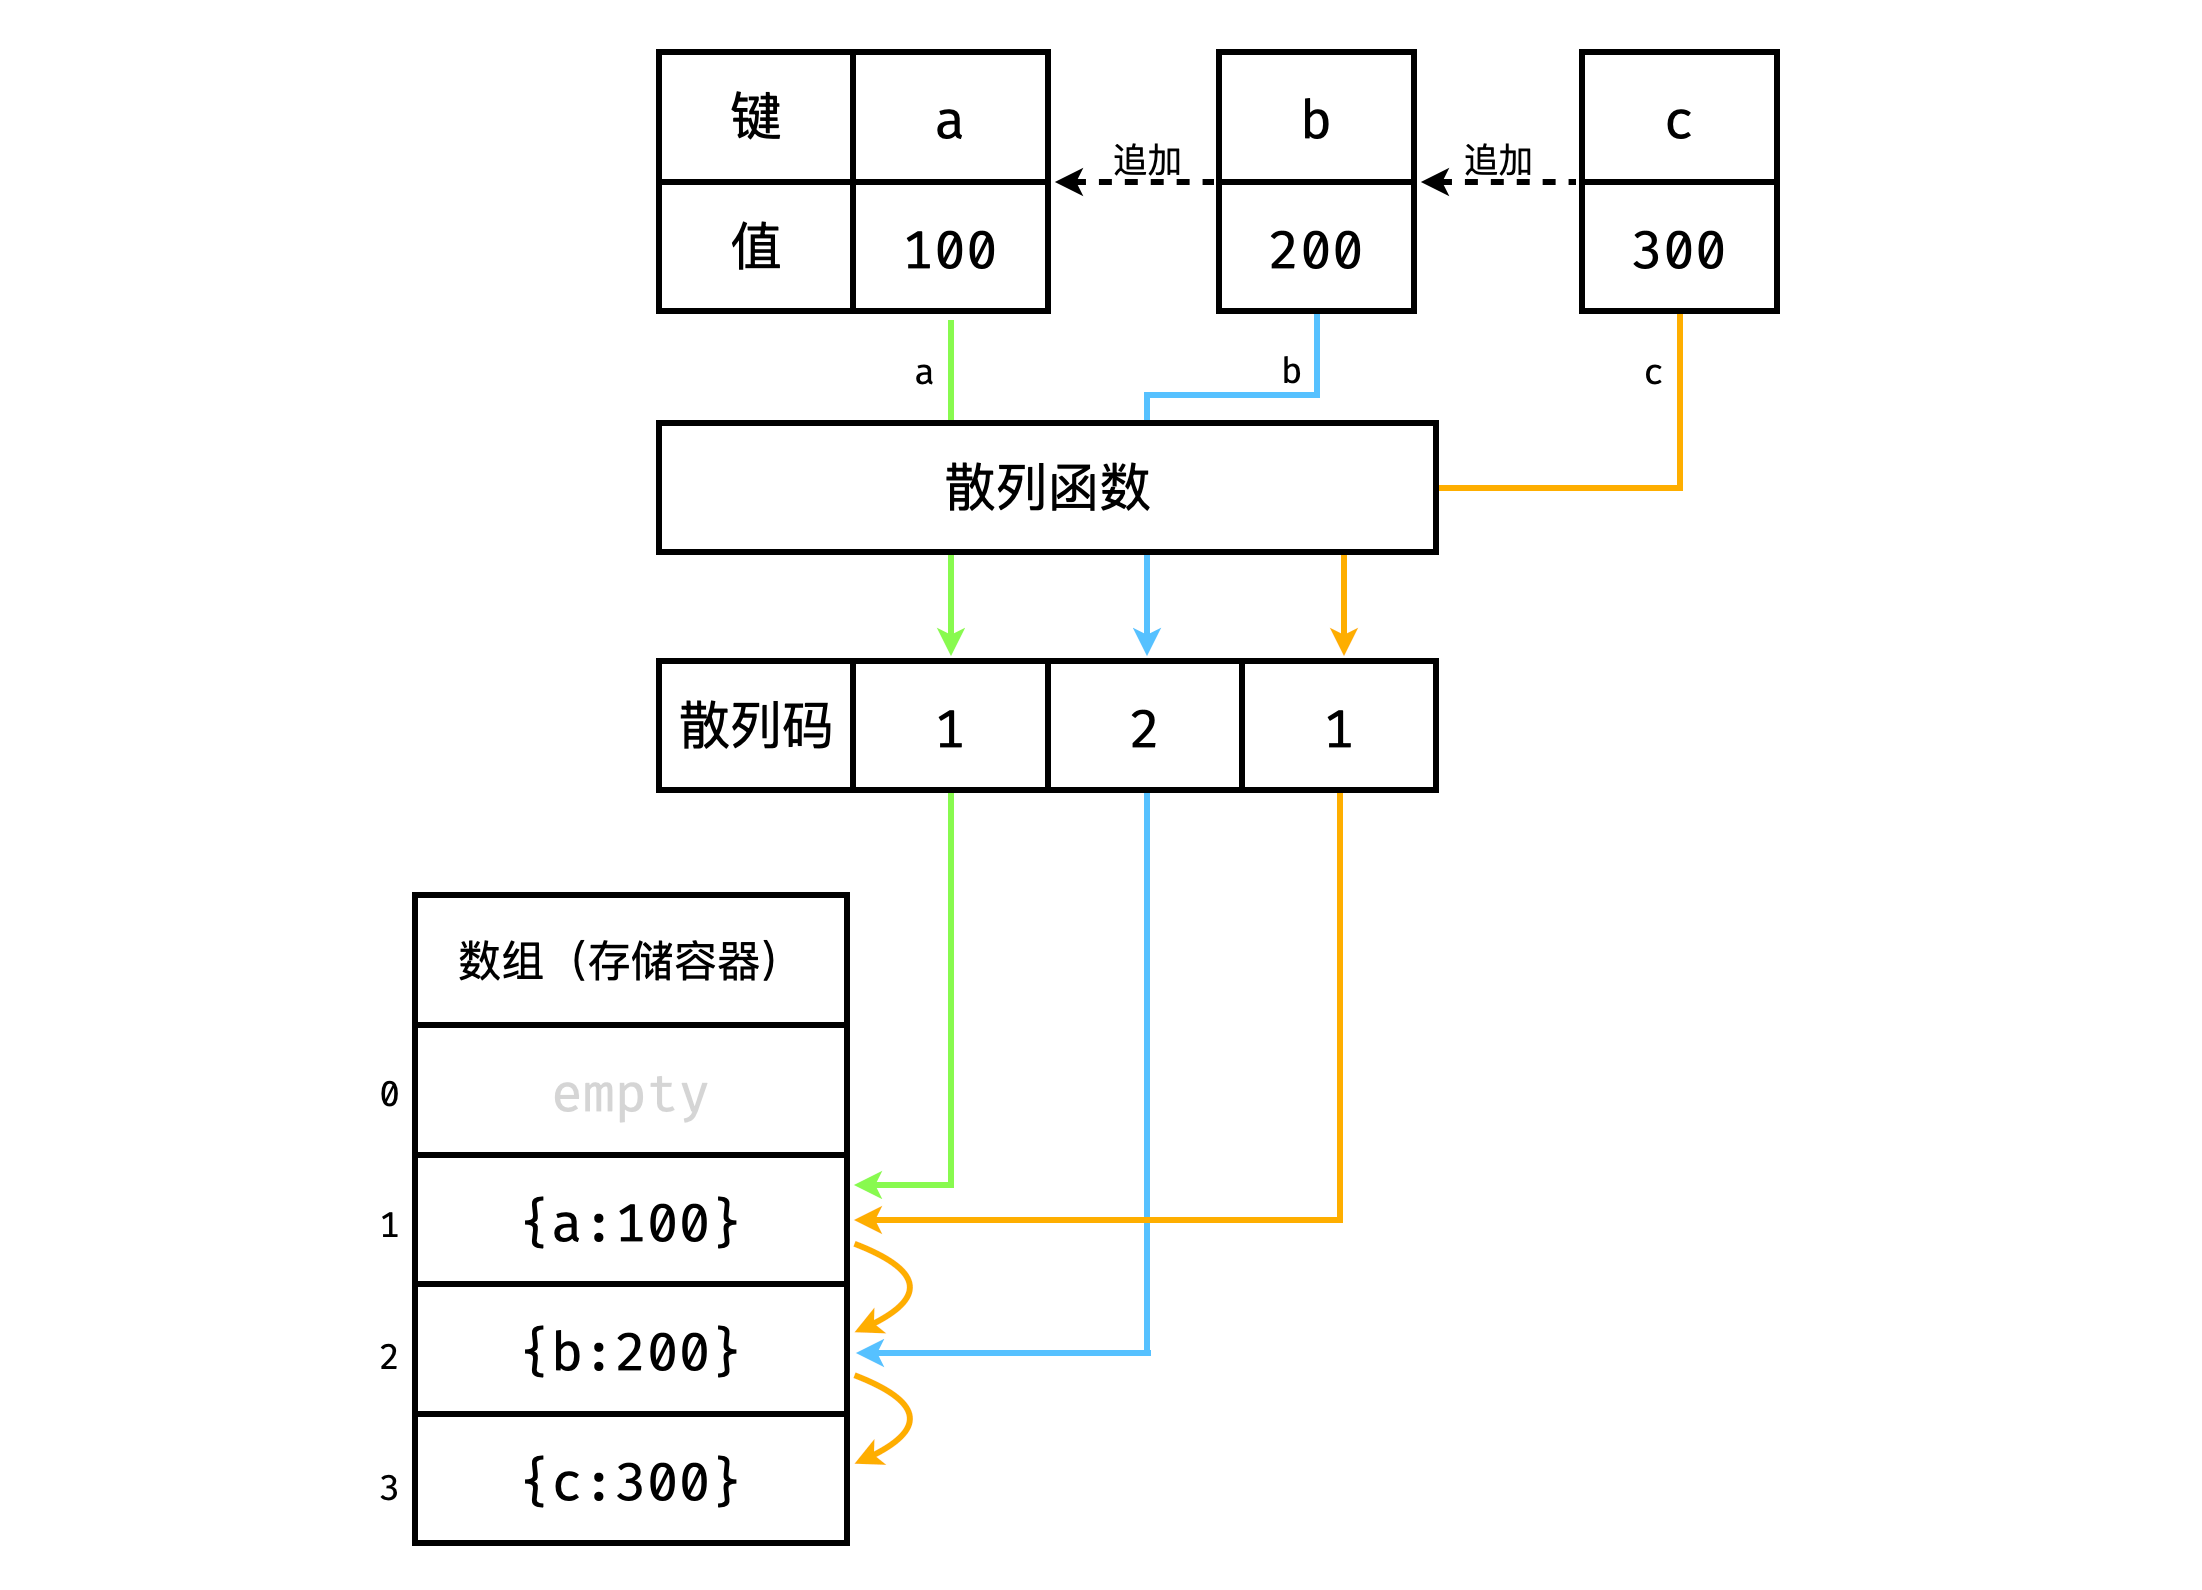 键 a b c
追加 追加
值 100 200 300
a b c
散列函数
散列码 1 2 1
数组（存储容器）
0 empty
1 {a:100}
2 {b:200}
3 {c:300}